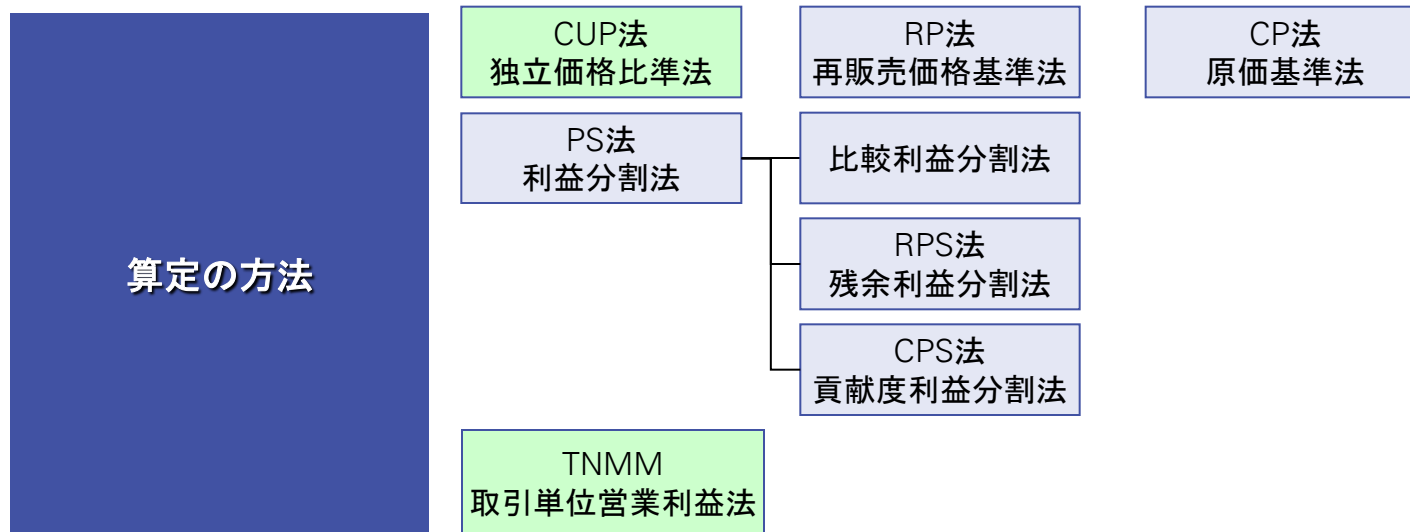 算定の方法
CUP法
独立価格比準法
RP法
再販売価格基準法
CP法
原価基準法
PS法
利益分割法
比較利益分割法
RPS法
残余利益分割法
CPS法
貢献度利益分割法
TNMM
取引単位営業利益法